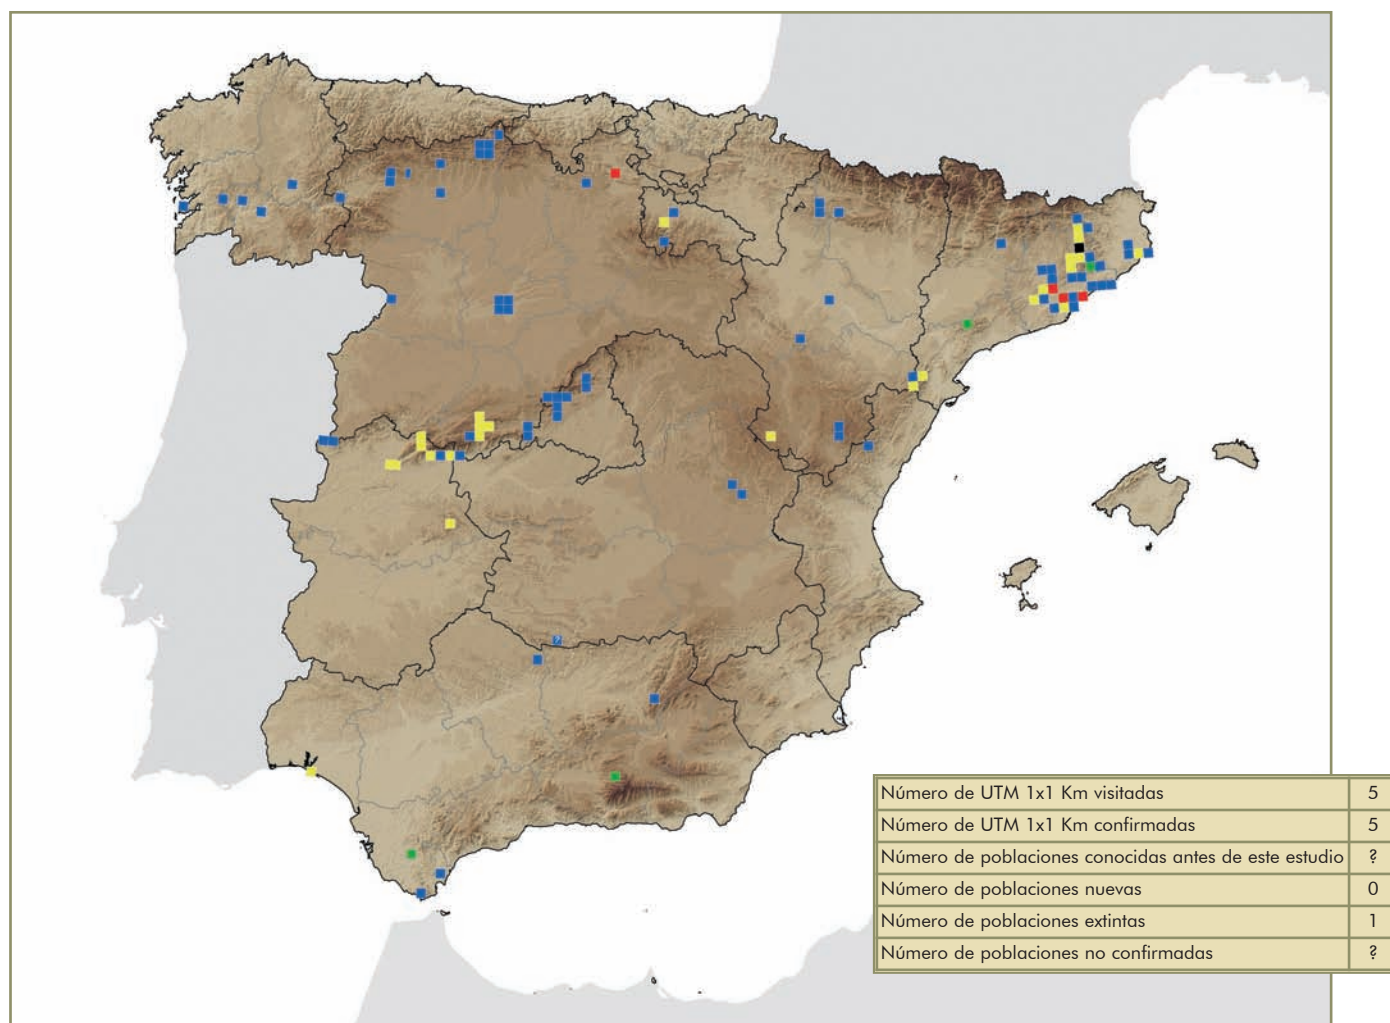 ?
Número de UTM 1x1 Km visitadas 5
Número de UTM 1x1 Km confirmadas 5
Número de poblaciones conocidas antes de este estudio ?
Número de poblaciones nuevas 0
Número de poblaciones extintas 1
Número de poblaciones no confirmadas ?